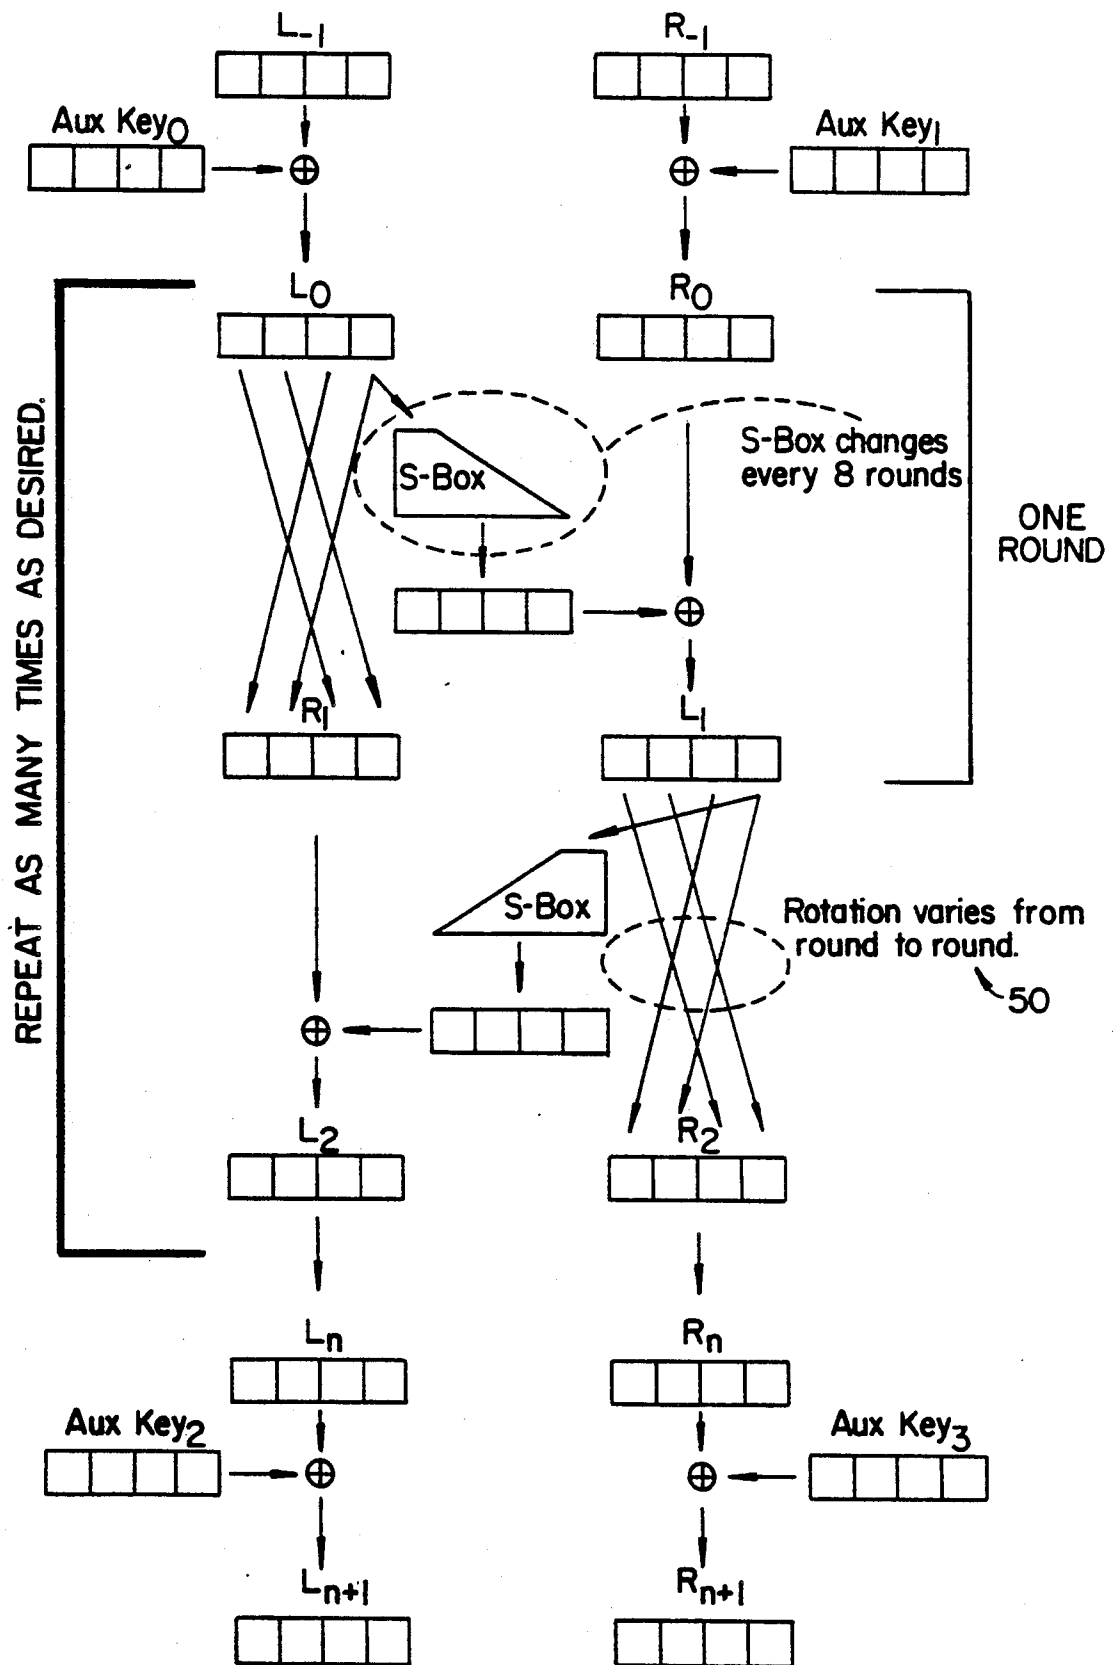 L-1
R-1
Aux Key0
Aux Key1
L0
R0
S-Box
S-Box changes
every 8 rounds
ONE
ROUND
REPEAT AS MANY TIMES AS DESIRED.
R1
L1
S-Box
Rotation varies from
round to round.
50
L2
R2
Ln
Rn
Aux Key2
Aux Key3
Ln+1
Rn+1